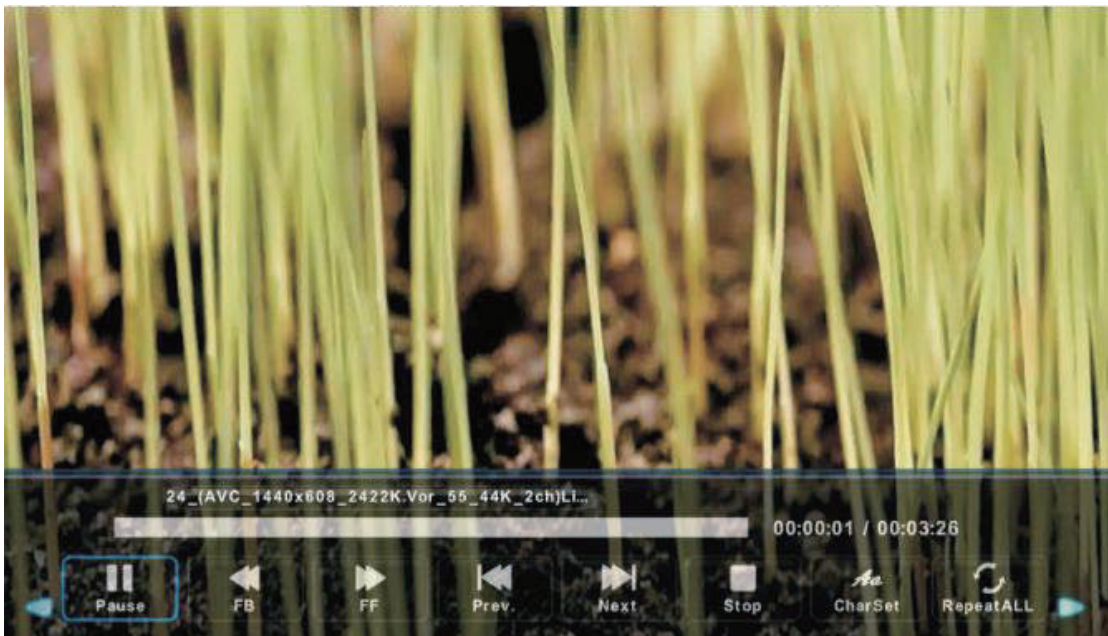 24_(AVC_1440x608_2422K.Vor_55_44K_2ch)Li...
00:00:01 / 00:03:26
Pause FB FF Prev. Next Stop CharSet RepeatALL